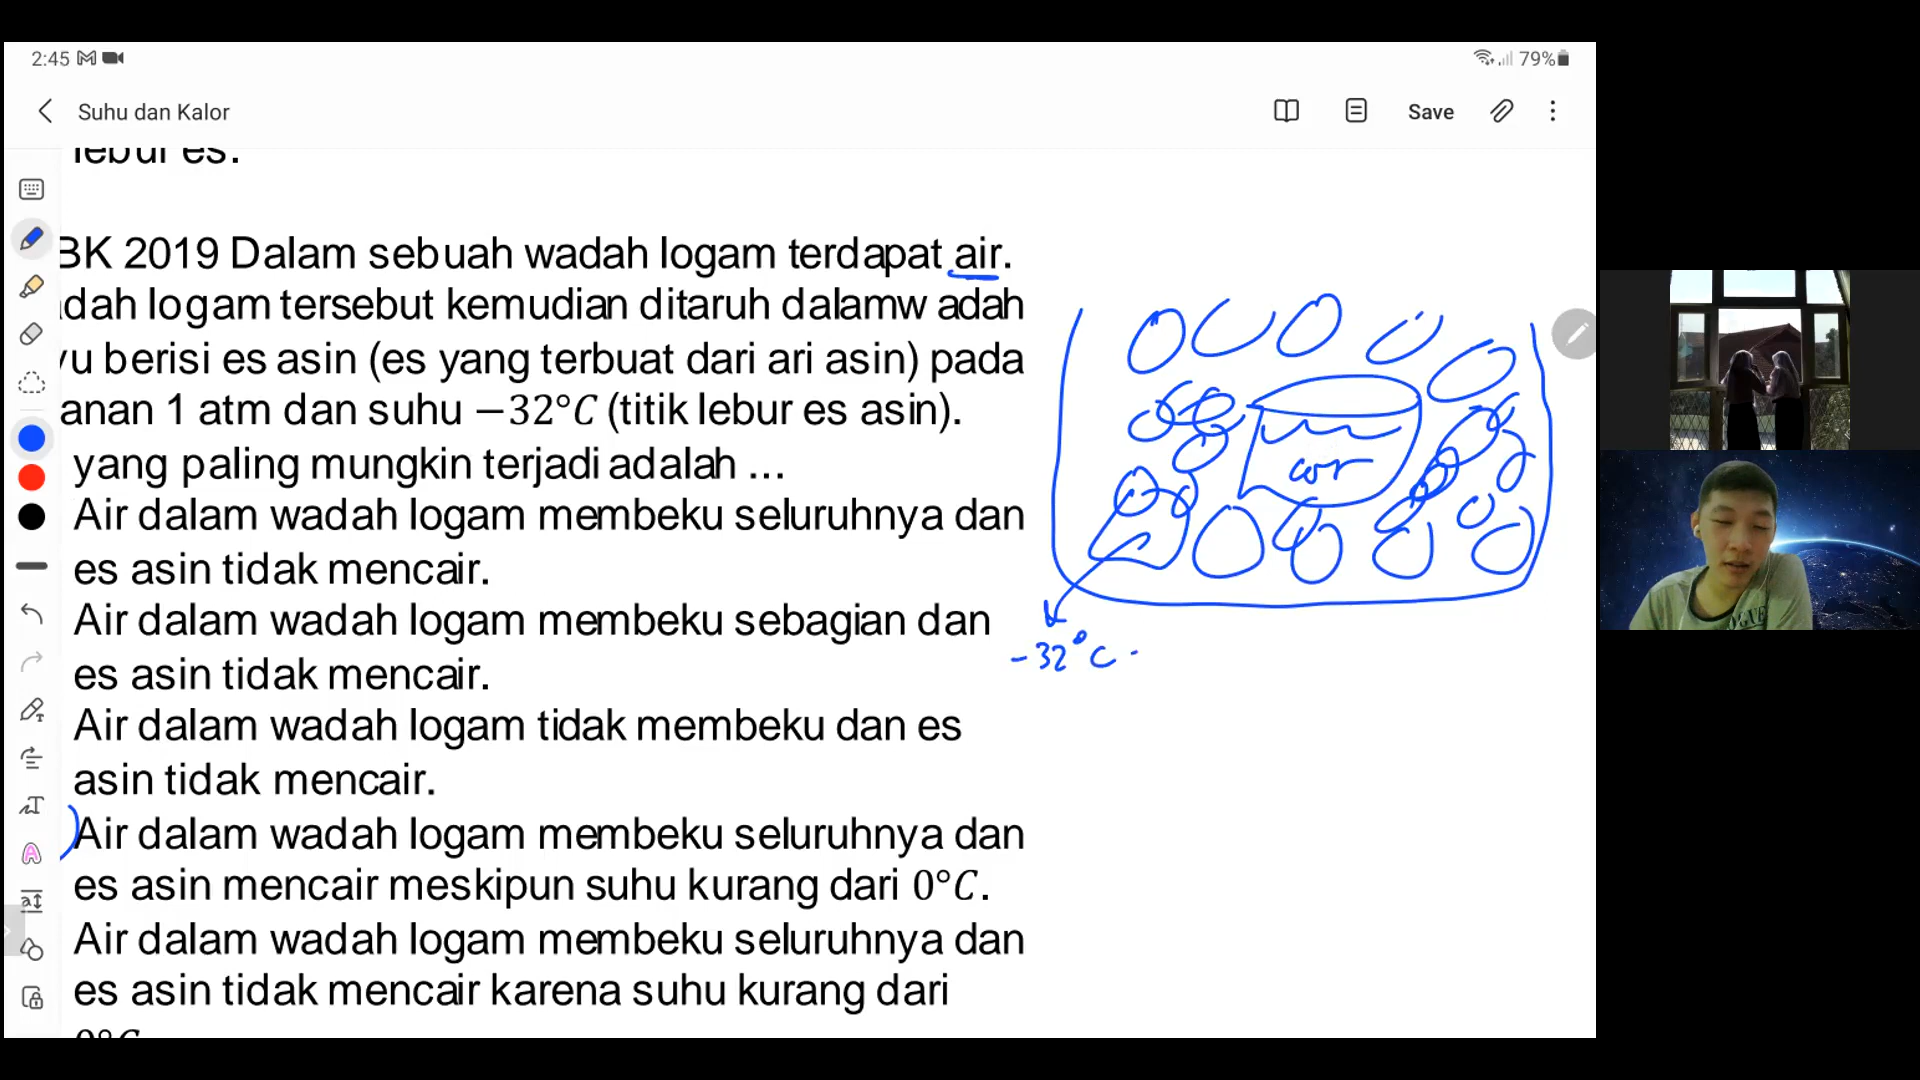 2:45
79%
Suhu dan Kalor
Save
lebur es.
BK 2019 Dalam sebuah wadah logam terdapat air.
dah logam tersebut kemudian ditaruh dalamw adah
yu berisi es asin (es yang terbuat dari ari asin) pada
anan 1 atm dan suhu −32°C (titik lebur es asin).
yang paling mungkin terjadi adalah ...
Air dalam wadah logam membeku seluruhnya dan
es asin tidak mencair.
Air dalam wadah logam membeku sebagian dan
es asin tidak mencair.
Air dalam wadah logam tidak membeku dan es
asin tidak mencair.
Air dalam wadah logam membeku seluruhnya dan
es asin mencair meskipun suhu kurang dari 0°C.
Air dalam wadah logam membeku seluruhnya dan
es asin tidak mencair karena suhu kurang dari
0°C
air
-32°C